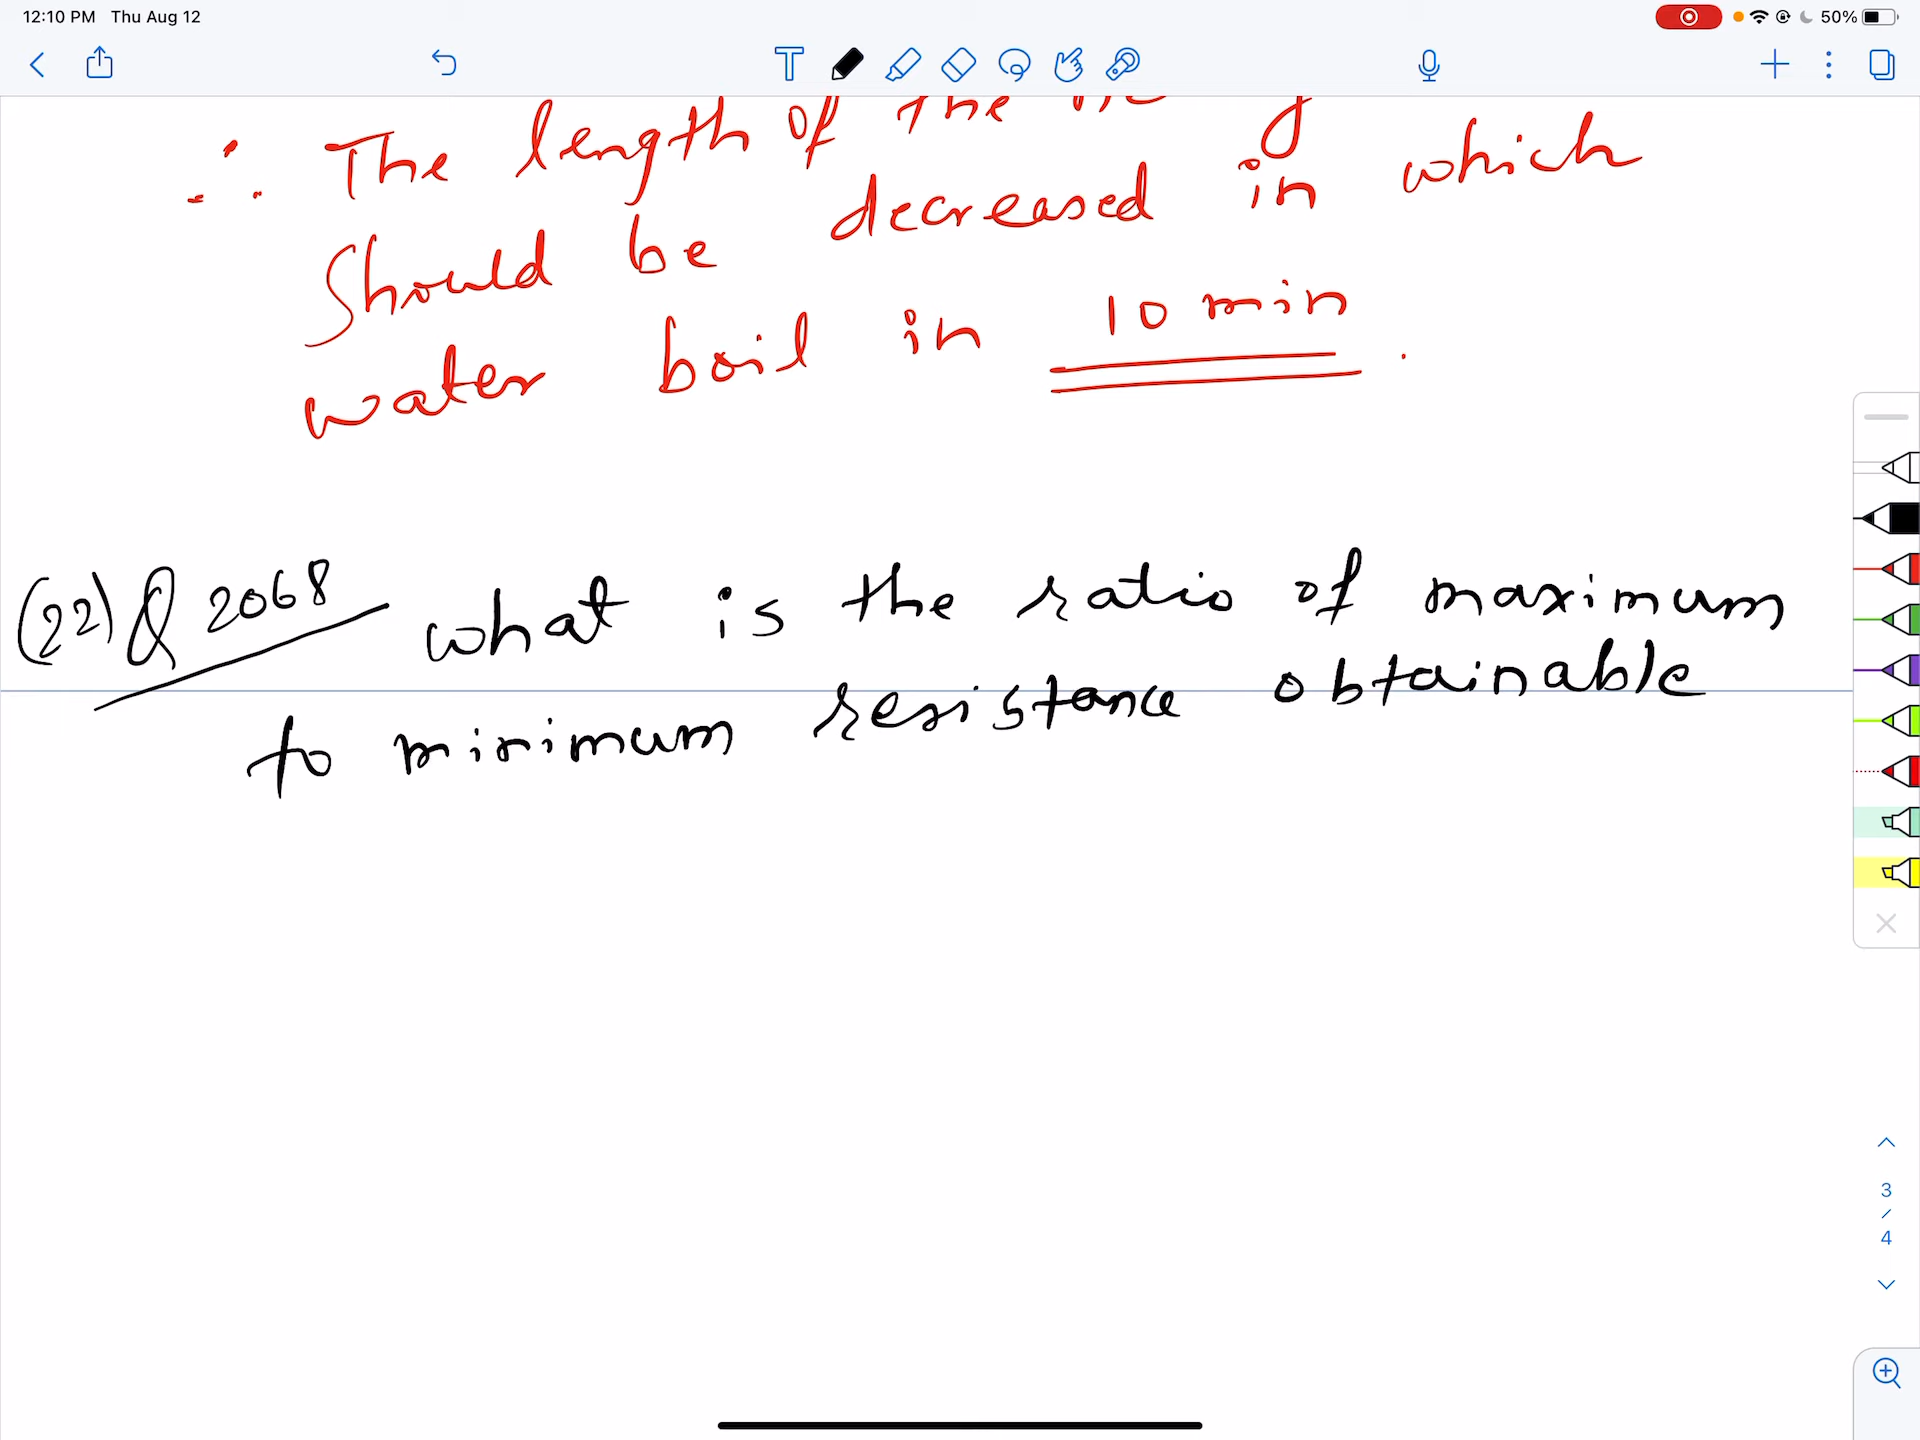 12:10 PM Thu Aug 12
50%
∴ The length of the
should be decreased in which
water boil in 10 min.
(22) Q 2068 what is the ratio of maximum
to minimum resistance obtainable
3
/
4